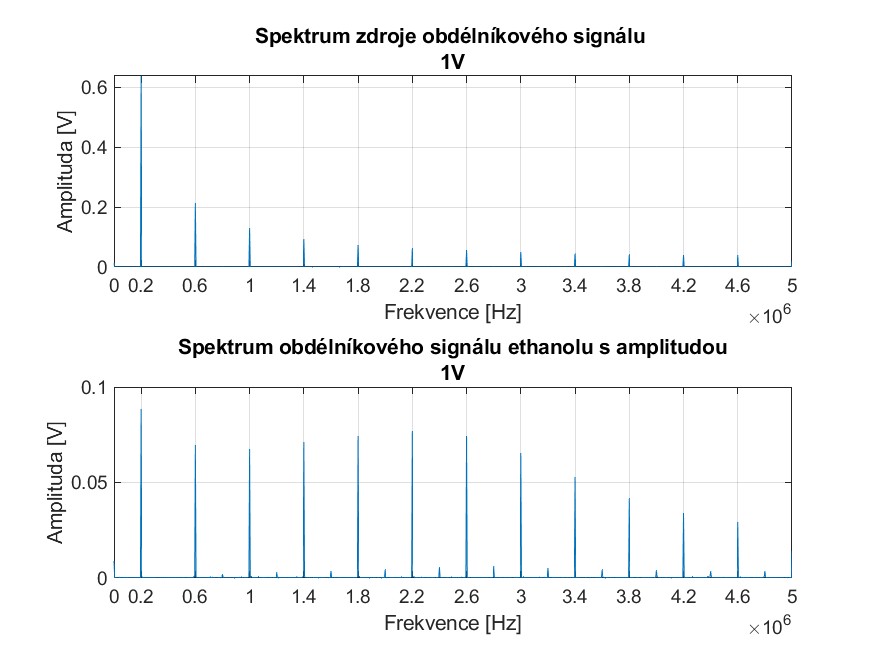 Spektrum zdroje obdélníkového signálu
1V
Amplituda [V]
0.6
0.4
0.2
0
0 0.2 0.6 1 1.4 1.8 2.2 2.6 3 3.4 3.8 4.2 4.6 5
Frekvence [Hz]
×10⁶
Spektrum obdélníkového signálu ethanolu s amplitudou
1V
Amplituda [V]
0.1
0.05
0
0 0.2 0.6 1 1.4 1.8 2.2 2.6 3 3.4 3.8 4.2 4.6 5
Frekvence [Hz]
×10⁶